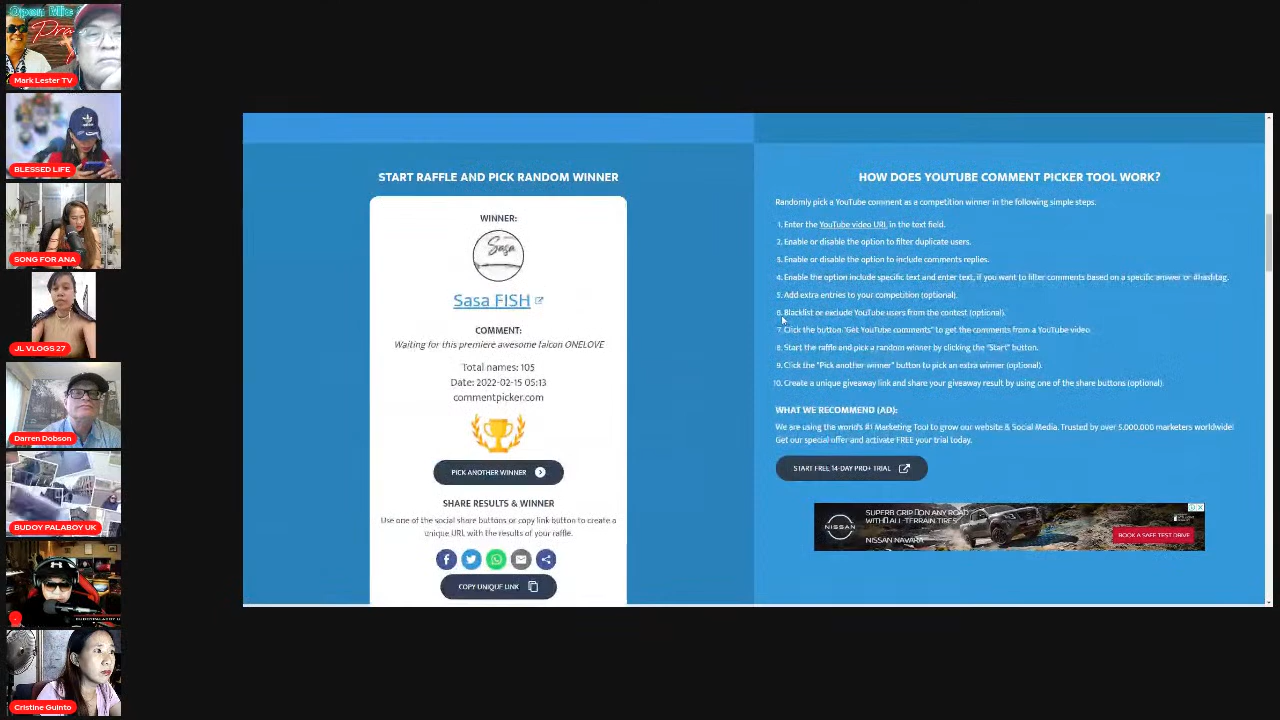 Open Mic
Pra
Mark Lester TV
BLESSED LIFE
SONG FOR ANA
JL VLOGS 27
Darren Dobson
BUDOY PALABOY UK
Cristine Guinto
START RAFFLE AND PICK RANDOM WINNER
WINNER:
Sasa
Sasa FISH
COMMENT:
Waiting for this premiere awesome falcon ONELOVE
Total names: 105
Date: 2022-02-15 05:13
commentpicker.com
PICK ANOTHER WINNER
SHARE RESULTS & WINNER
Use one of the social share buttons or copy link button to create a
unique URL with the results of your raffle.
COPY UNIQUE LINK
HOW DOES YOUTUBE COMMENT PICKER TOOL WORK?
Randomly pick a YouTube comment as a competition winner in the following simple steps.
1. Enter the YouTube video URL in the text field.
2. Enable or disable the option to filter duplicate users.
3. Enable or disable the option to include comments replies.
4. Enable the option include specific text and enter text, if you want to filter comments based on a specific answer or #hashtag.
5. Add extra entries to your competition (optional).
6. Blacklist or exclude YouTube users from the contest (optional).
7. Click the button "Get YouTube comments" to get the comments from a YouTube video.
8. Start the raffle and pick a random winner by clicking the "Start" button.
9. Click the "Pick another winner" button to pick an extra winner (optional).
10. Create a unique giveaway link and share your giveaway result by using one of the share buttons (optional).
WHAT WE RECOMMEND (AD):
We are using the world's #1 Marketing Tool to grow our website & Social Media. Trusted by over 5.000.000 marketers worldwide!
Get our special offer and activate FREE your trial today.
START FREE 14-DAY PRO+ TRIAL
NISSAN
SUPERB GRIP ON ANY ROAD
WITH ALL-TERRAIN TIRES
NISSAN NAVARA
BOOK A SAFE TEST DRIVE